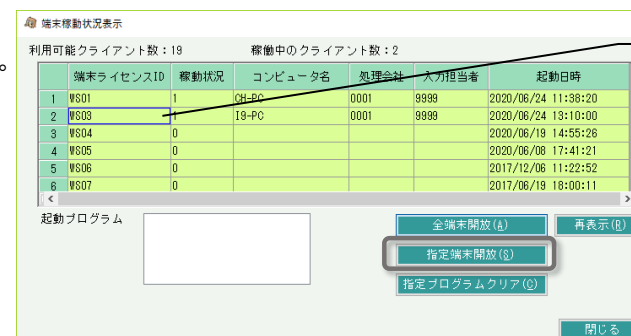 端末稼動状況表示
。
利用可能クライアント数：19 稼働中のクライアント数：2
端末ライセンスID 稼動状況 コンピュータ名 処理会社 入力担当者 起動日時
1 WS01 1 CH-PC 0001 9999 2020/06/24 11:38:20
2 WS03 1 I9-PC 0001 9999 2020/06/24 13:10:00
3 WS04 0 2020/06/19 14:55:26
4 WS05 0 2020/06/08 17:41:21
5 WS06 0 2017/12/06 11:22:52
6 WS07 0 2017/06/19 18:00:11
起動プログラム
全端末開放(A) 再表示(R)
指定端末開放(S)
指定プログラムクリア(C)
閉じる